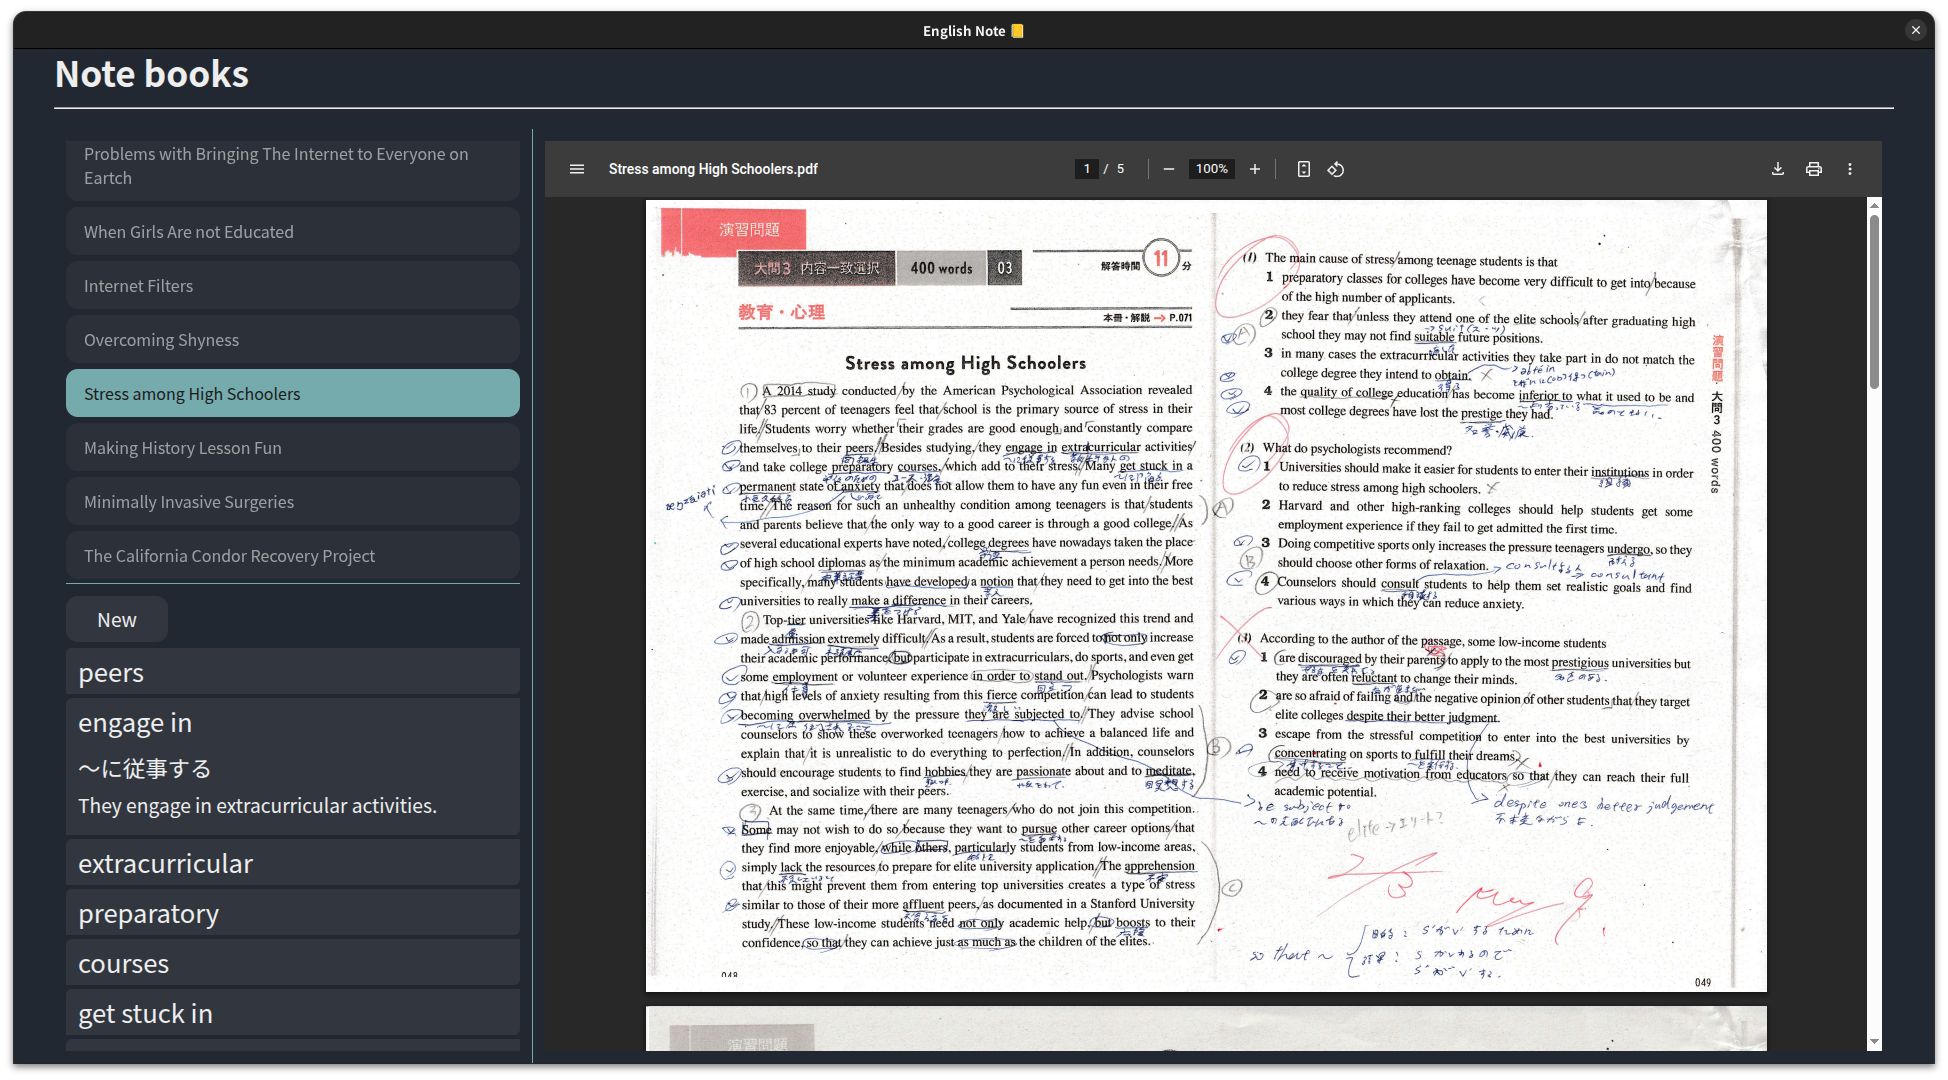 English Note 📒
Note books
Problems with Bringing The Internet to Everyone on
Eartch
When Girls Are not Educated
Internet Filters
Overcoming Shyness
Stress among High Schoolers
Making History Lesson Fun
Minimally Invasive Surgeries
The California Condor Recovery Project
New
peers
engage in
～に従事する
They engage in extracurricular activities.
extracurricular
preparatory
courses
get stuck in
Stress among High Schoolers.pdf
1 / 5
100%
演習問題
大問3 内容一致選択 400 words 03
解答時間 11 分
教育・心理
本冊・解説 → P.071
Stress among High Schoolers
① A 2014 study conducted by the American Psychological Association revealed
that 83 percent of teenagers feel that school is the primary source of stress in their
life. Students worry whether their grades are good enough and constantly compare
themselves to their peers. Besides studying, they engage in extracurricular activities
and take college preparatory courses, which add to their stress. Many get stuck in a
permanent state of anxiety that does not allow them to have any fun even in their free
time. The reason for such an unhealthy condition among teenagers is that students
and parents believe that the only way to a good career is through a good college. As
several educational experts have noted, college degrees have nowadays taken the place
of high school diplomas as the minimum academic achievement a person needs. More
specifically, many students have developed a notion that they need to get into the best
universities to really make a difference in their careers.
② Top-tier universities like Harvard, MIT, and Yale have recognized this trend and
made admission extremely difficult. As a result, students are forced to not only increase
their academic performance but participate in extracurriculars, do sports, and even get
some employment or volunteer experience in order to stand out. Psychologists warn
that high levels of anxiety resulting from this fierce competition can lead to students
becoming overwhelmed by the pressure they are subjected to. They advise school
counselors to show these overworked teenagers how to achieve a balanced life and
explain that it is unrealistic to do everything to perfection. In addition, counselors
should encourage students to find hobbies they are passionate about and to meditate,
exercise, and socialize with their peers.
③ At the same time, there are many teenagers who do not join this competition.
Some may not wish to do so because they want to pursue other career options that
they find more enjoyable, while others, particularly students from low-income areas,
simply lack the resources to prepare for elite university application. The apprehension
that this might prevent them from entering top universities creates a type of stress
similar to those of their more affluent peers, as documented in a Stanford University
study. These low-income students need not only academic help, but boosts to their
confidence, so that they can achieve just as much as the children of the elites.
048
(1) The main cause of stress among teenage students is that
1 preparatory classes for colleges have become very difficult to get into because
of the high number of applicants.
2 they fear that unless they attend one of the elite schools after graduating high
school they may not find suitable future positions.
3 in many cases the extracurricular activities they take part in do not match the
college degree they intend to obtain.
4 the quality of college education has become inferior to what it used to be and
most college degrees have lost the prestige they had.
(2) What do psychologists recommend?
1 Universities should make it easier for students to enter their institutions in order
to reduce stress among high schoolers.
2 Harvard and other high-ranking colleges should help students get some
employment experience if they fail to get admitted the first time.
3 Doing competitive sports only increases the pressure teenagers undergo, so they
should choose other forms of relaxation.
4 Counselors should consult students to help them set realistic goals and find
various ways in which they can reduce anxiety.
consultant
(3) According to the author of the passage, some low-income students
1 are discouraged by their parents to apply to the most prestigious universities but
they are often reluctant to change their minds.
2 are so afraid of failing and the negative opinion of other students that they target
elite colleges despite their better judgment.
3 escape from the stressful competition to enter into the best universities by
concentrating on sports to fulfill their dreams.
4 need to receive motivation from educators so that they can reach their full
academic potential.
be subject to
despite ones better judgement
elite→エリート?
049
演習問題・大問3 400 words
演習問題